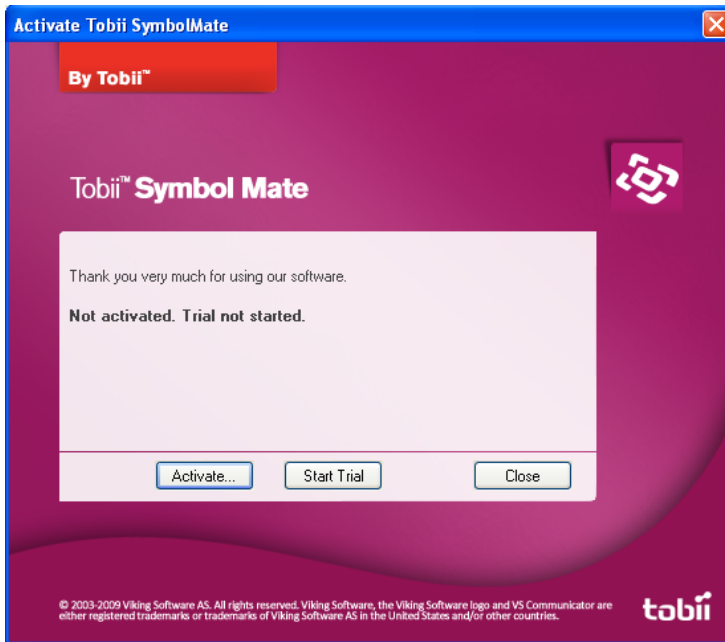 Activate Tobii SymbolMate
By Tobii™
Tobii™ Symbol Mate
Thank you very much for using our software.
Not activated. Trial not started.
Activate...
Start Trial
Close
© 2003-2009 Viking Software AS. All rights reserved. Viking Software, the Viking Software logo and VS Communicator are
either registered trademarks or trademarks of Viking Software AS in the United States and/or other countries.
tobii